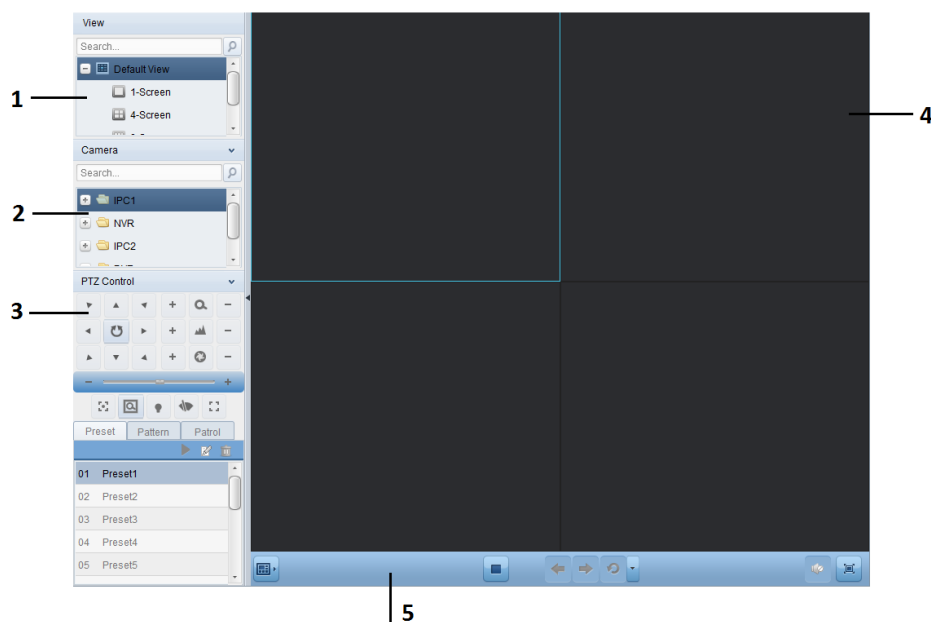 View
Search...
Default View
1
1-Screen
4-Screen
4
Camera
Search...
IPC1
2
NVR
IPC2
PTZ Control
3
Preset Pattern Patrol
01 Preset1
02 Preset2
03 Preset3
04 Preset4
05 Preset5
5